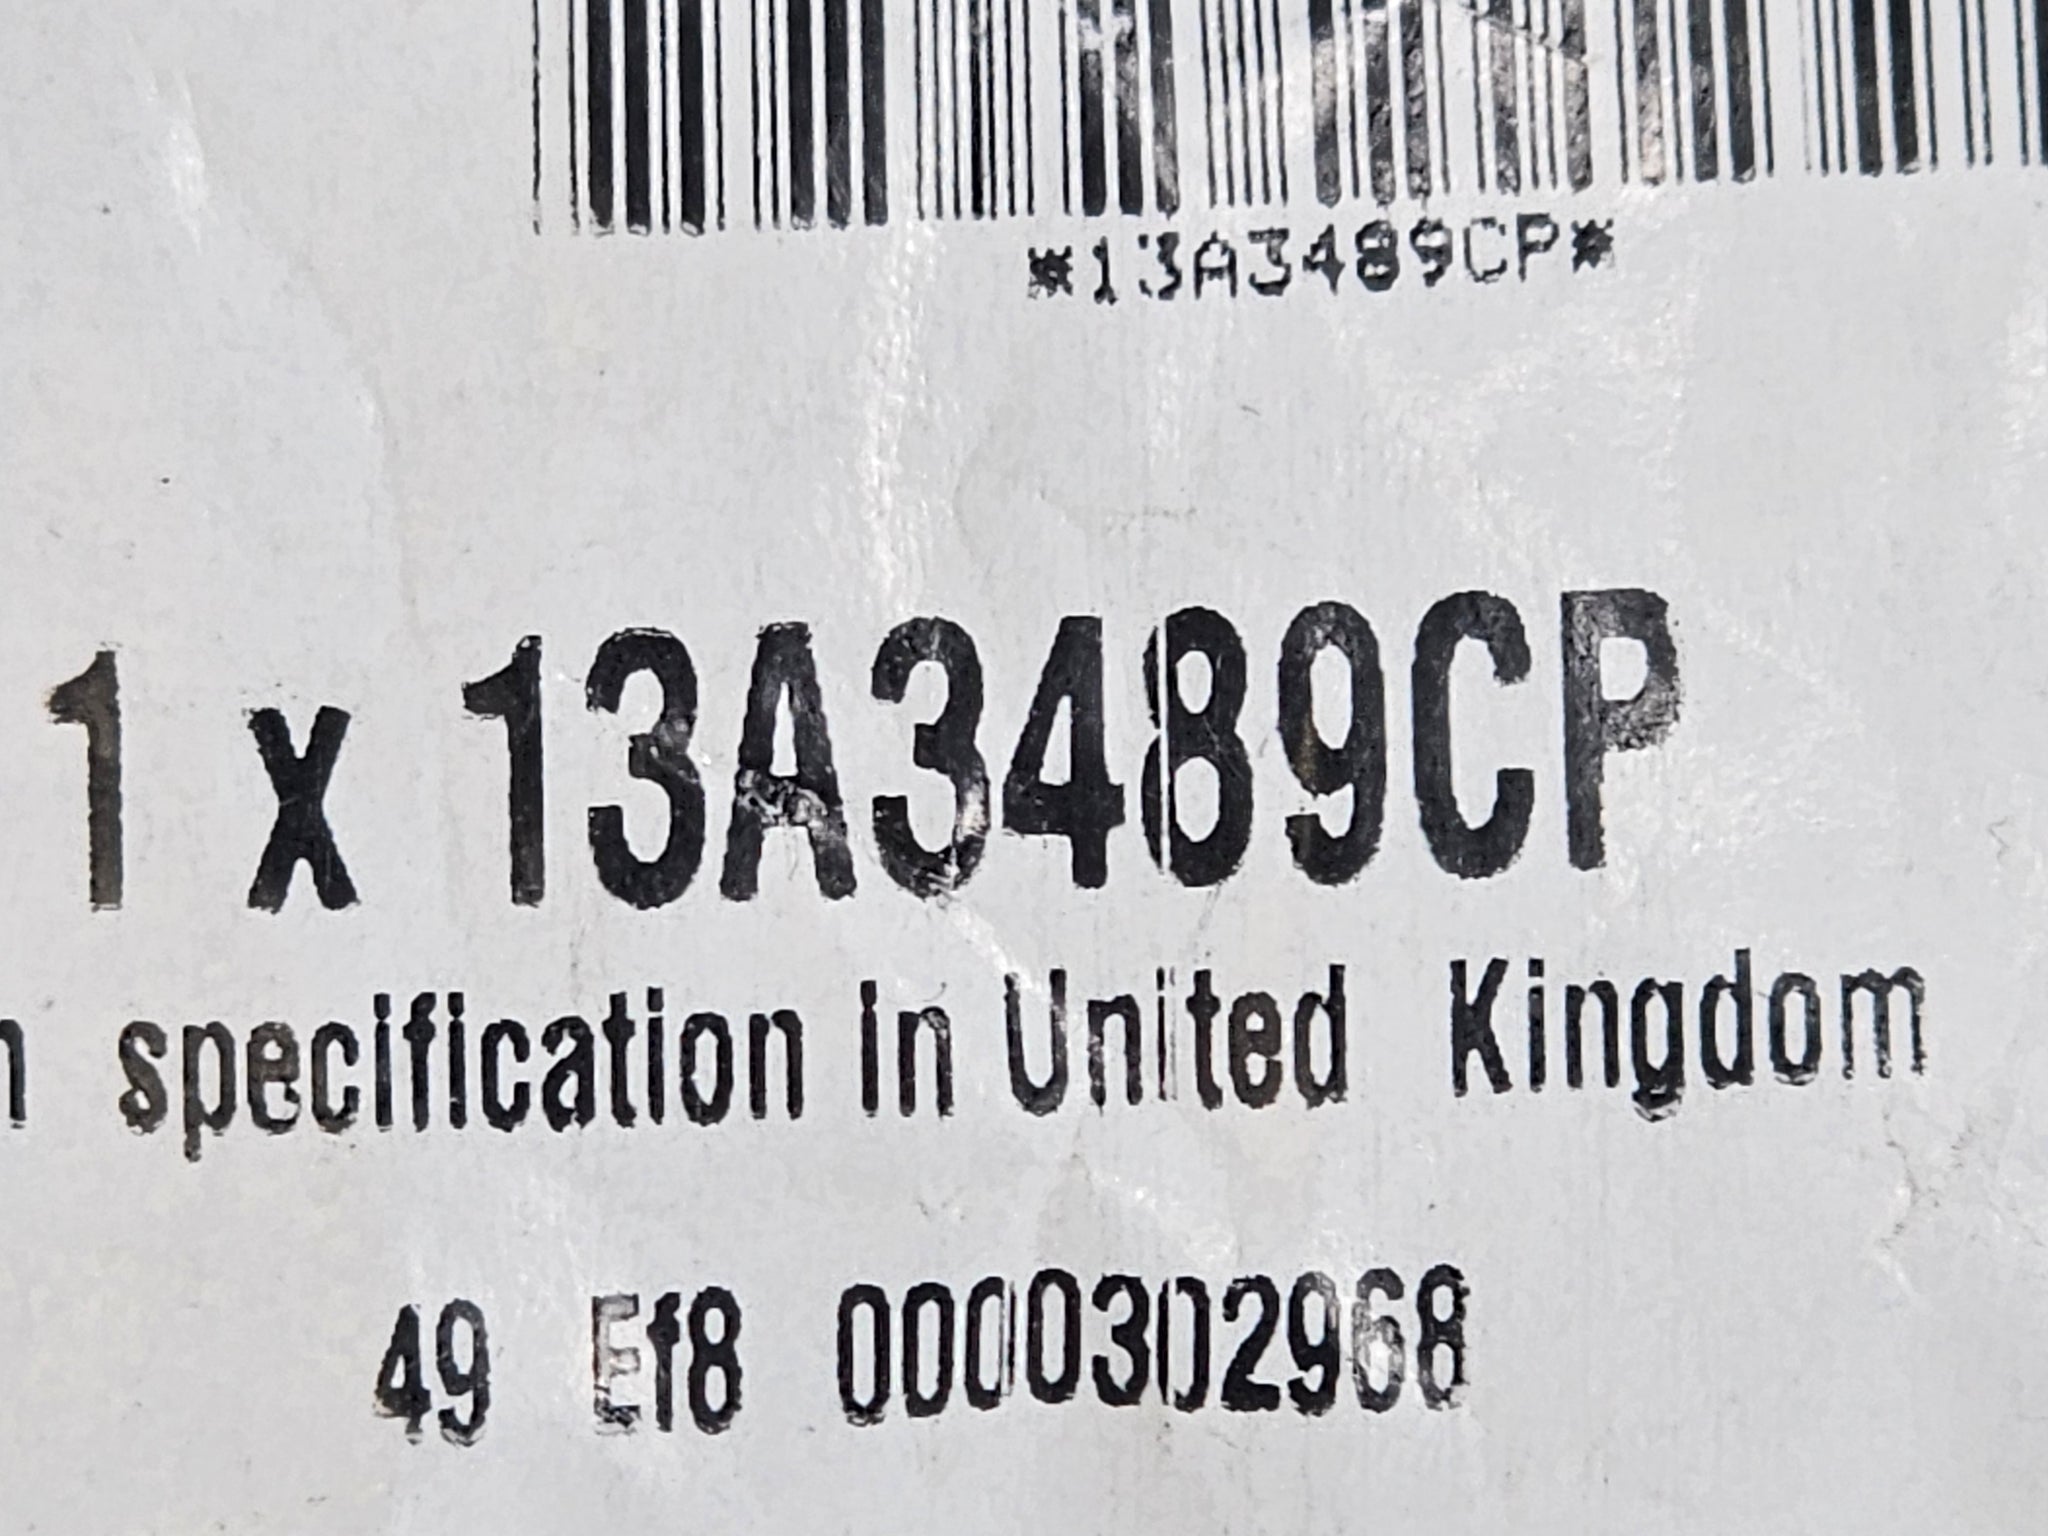 *13A3489CP*
1 x 13A3489CP
specification in United Kingdom
49 Ef8 0000302968